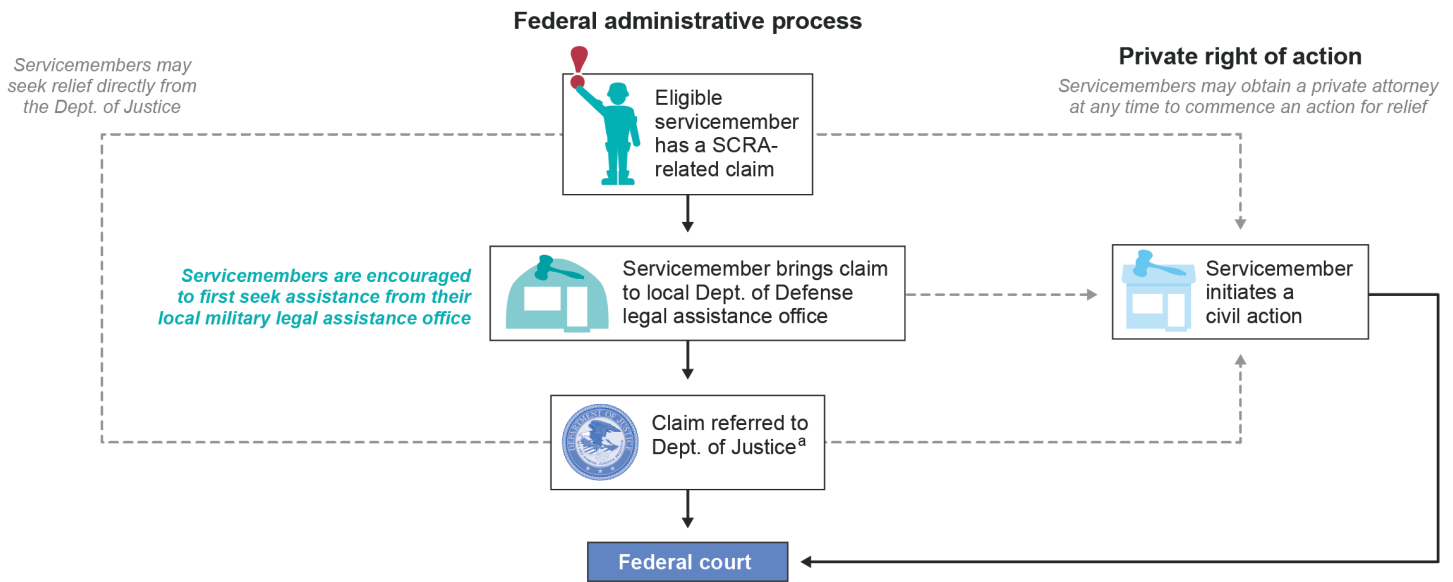 Federal administrative process
Servicemembers may
seek relief directly from
the Dept. of Justice
Private right of action
Servicemembers may obtain a private attorney
at any time to commence an action for relief
Eligible
servicemember
has a SCRA-
related claim
Servicemembers are encouraged
to first seek assistance from their
local military legal assistance office
Servicemember brings claim
to local Dept. of Defense
legal assistance office
Servicemember
initiates a
civil action
DEPARTMENT OF JUSTICE
Claim referred to
Dept. of Justiceᵃ
Federal court